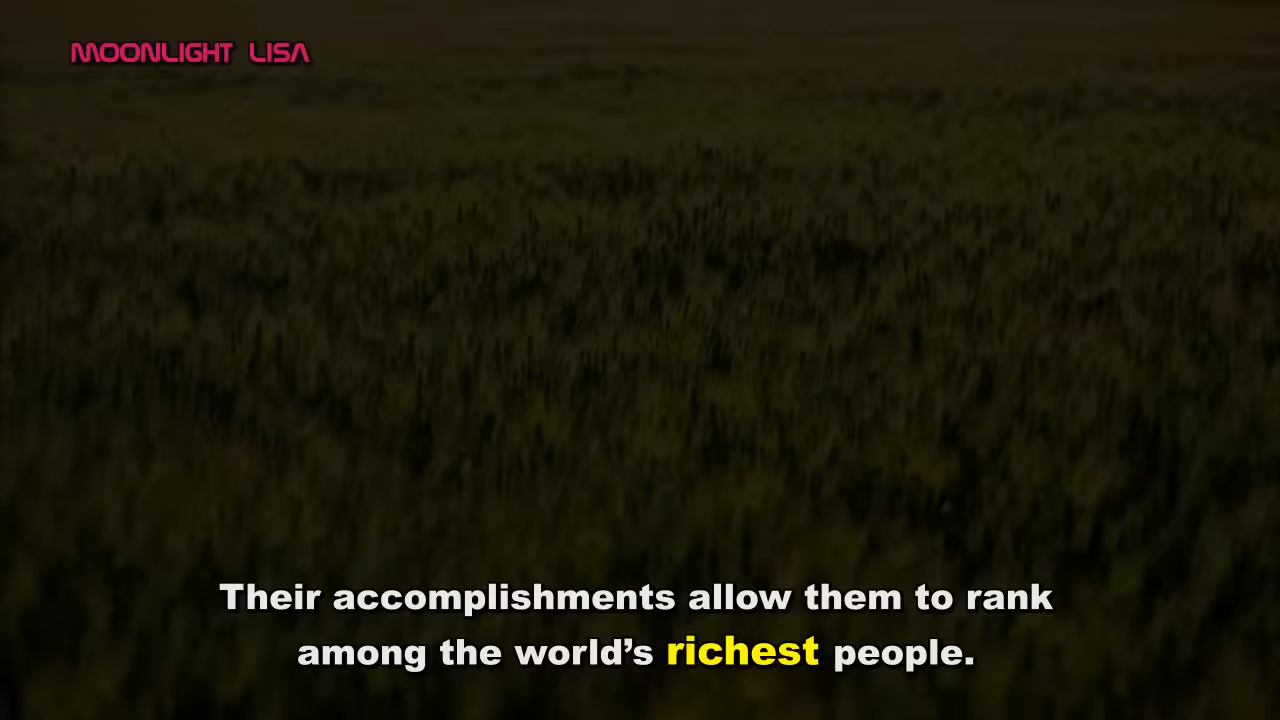 MOONLIGHT LISA
Their accomplishments allow them to rank
among the world’s richest people.